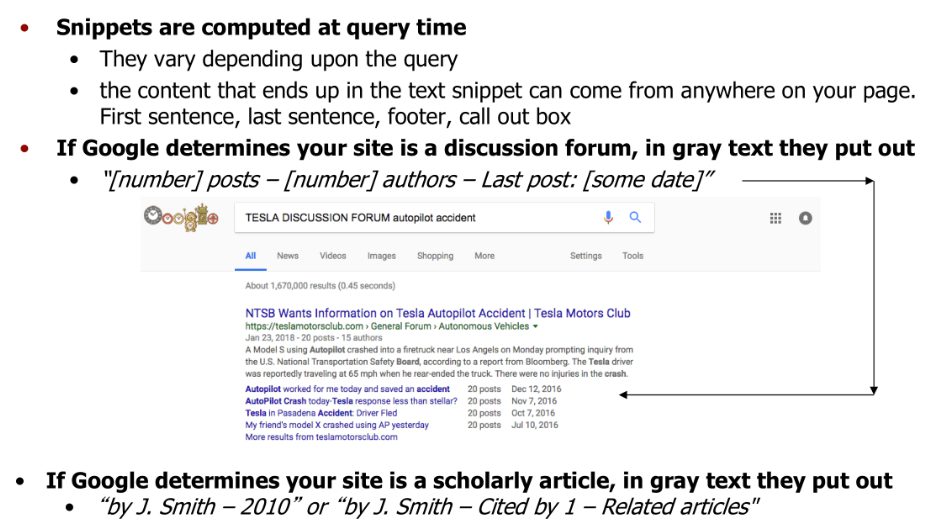 • Snippets are computed at query time
• They vary depending upon the query
• the content that ends up in the text snippet can come from anywhere on your page.
First sentence, last sentence, footer, call out box
• If Google determines your site is a discussion forum, in gray text they put out
• "[number] posts – [number] authors – Last post: [some date]”
Google
TESLA DISCUSSION FORUM autopilot accident
All News Videos Images Shopping More Settings Tools
About 1,670,000 results (0.45 seconds)
NTSB Wants Information on Tesla Autopilot Accident | Tesla Motors Club
https://teslamotorsclub.com › General Forum › Autonomous Vehicles ▾
Jan 23, 2018 - 20 posts - 15 authors
A Model S using Autopilot crashed into a firetruck near Los Angels on Monday prompting inquiry from
the U.S. National Transportation Safety Board, according to a report from Bloomberg. The Tesla driver
was reportedly traveling at 65 mph when he rear-ended the truck. There were no injuries in the crash.
Autopilot worked for me today and saved an accident 20 posts Dec 12, 2016
AutoPilot Crash today-Tesla response less than stellar? 20 posts Nov 7, 2016
Tesla in Pasadena Accident: Driver Fled 20 posts Oct 7, 2016
My friend's model X crashed using AP yesterday 20 posts Jul 10, 2016
More results from teslamotorsclub.com
• If Google determines your site is a scholarly article, in gray text they put out
• “by J. Smith – 2010” or “by J. Smith – Cited by 1 – Related articles"